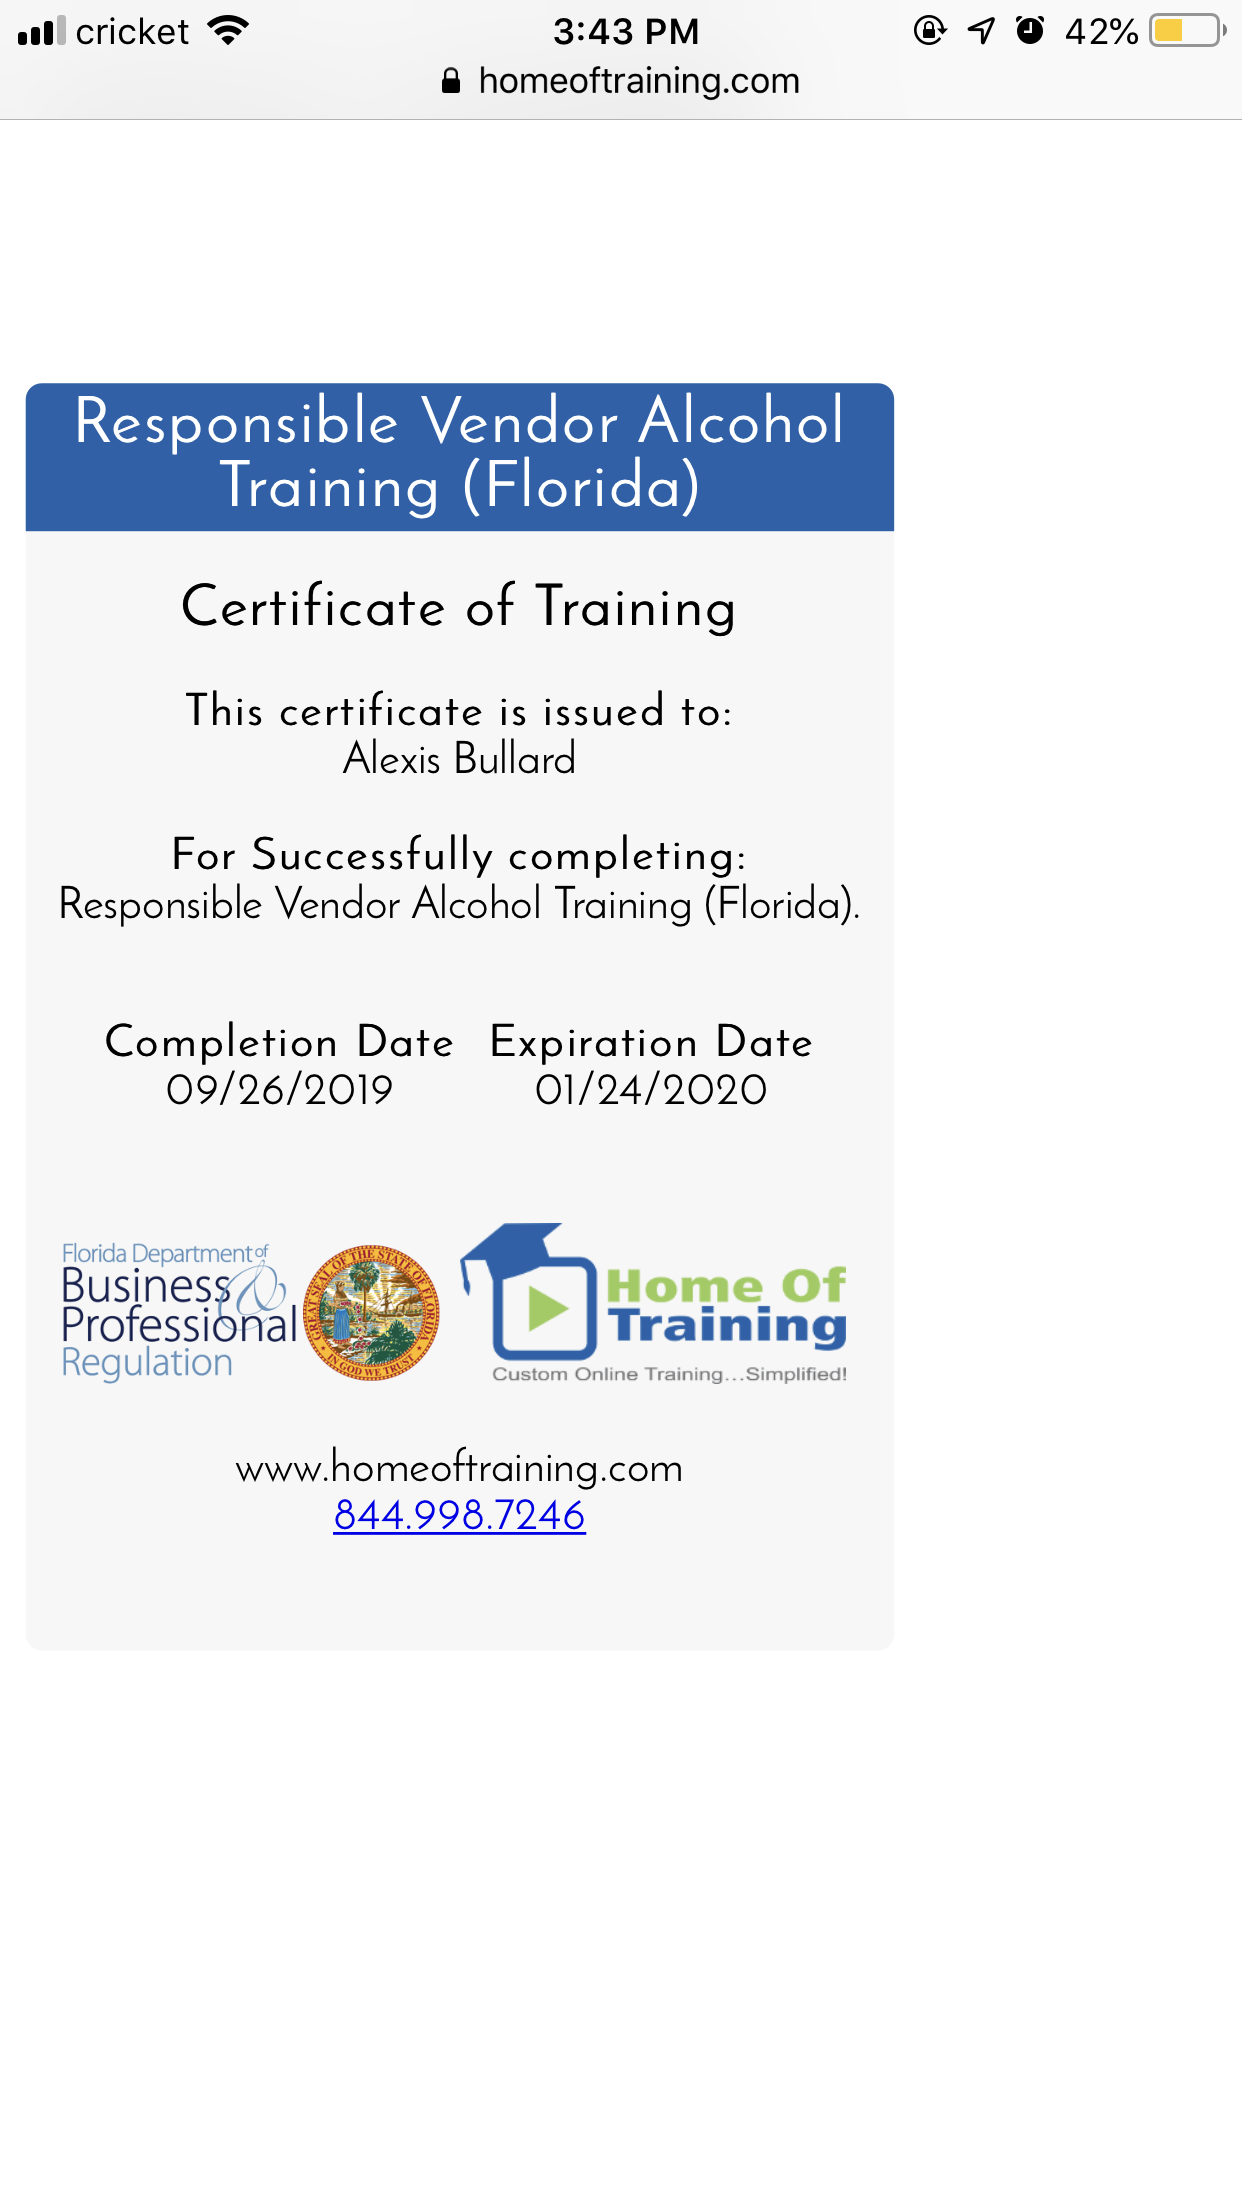 cricket 3:43 PM 42%
homeoftraining.com
Responsible Vendor Alcohol
Training (Florida)
Certificate of Training
This certificate is issued to:
Alexis Bullard
For Successfully completing:
Responsible Vendor Alcohol Training (Florida).
Completion Date Expiration Date
09/26/2019 01/24/2020
Florida Department of
Business &
Professional
Regulation
GREAT SEAL OF THE STATE OF FLORIDA
IN GOD WE TRUST
Home Of
Training
Custom Online Training...Simplified!
www.homeoftraining.com
844.998.7246